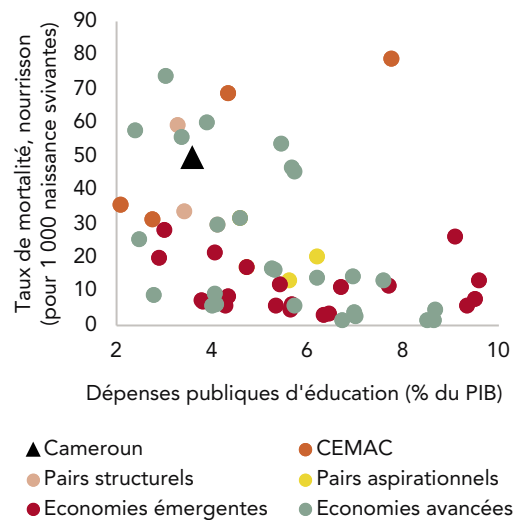 Taux de mortalité, nourrisson
(pour 1 000 naissance svivantes)
90
80
70
60
50
40
30
20
10
0
2 4 6 8 10
Dépenses publiques d'éducation (% du PIB)
Cameroun
CEMAC
Pairs structurels
Pairs aspirationnels
Economies émergentes
Economies avancées